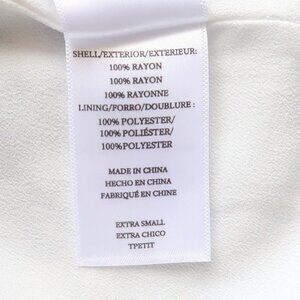 SHELL/EXTERIOR/EXTERIEUR:
100% RAYON
100% RAYON
100% RAYONNE
LINING/FORRO/DOUBLURE :
100% POLYESTER/
100% POLIÉSTER/
100%POLYESTER
MADE IN CHINA
HECHO EN CHINA
FABRIQUÉ EN CHINE
EXTRA SMALL
EXTRA CHICO
TPETIT